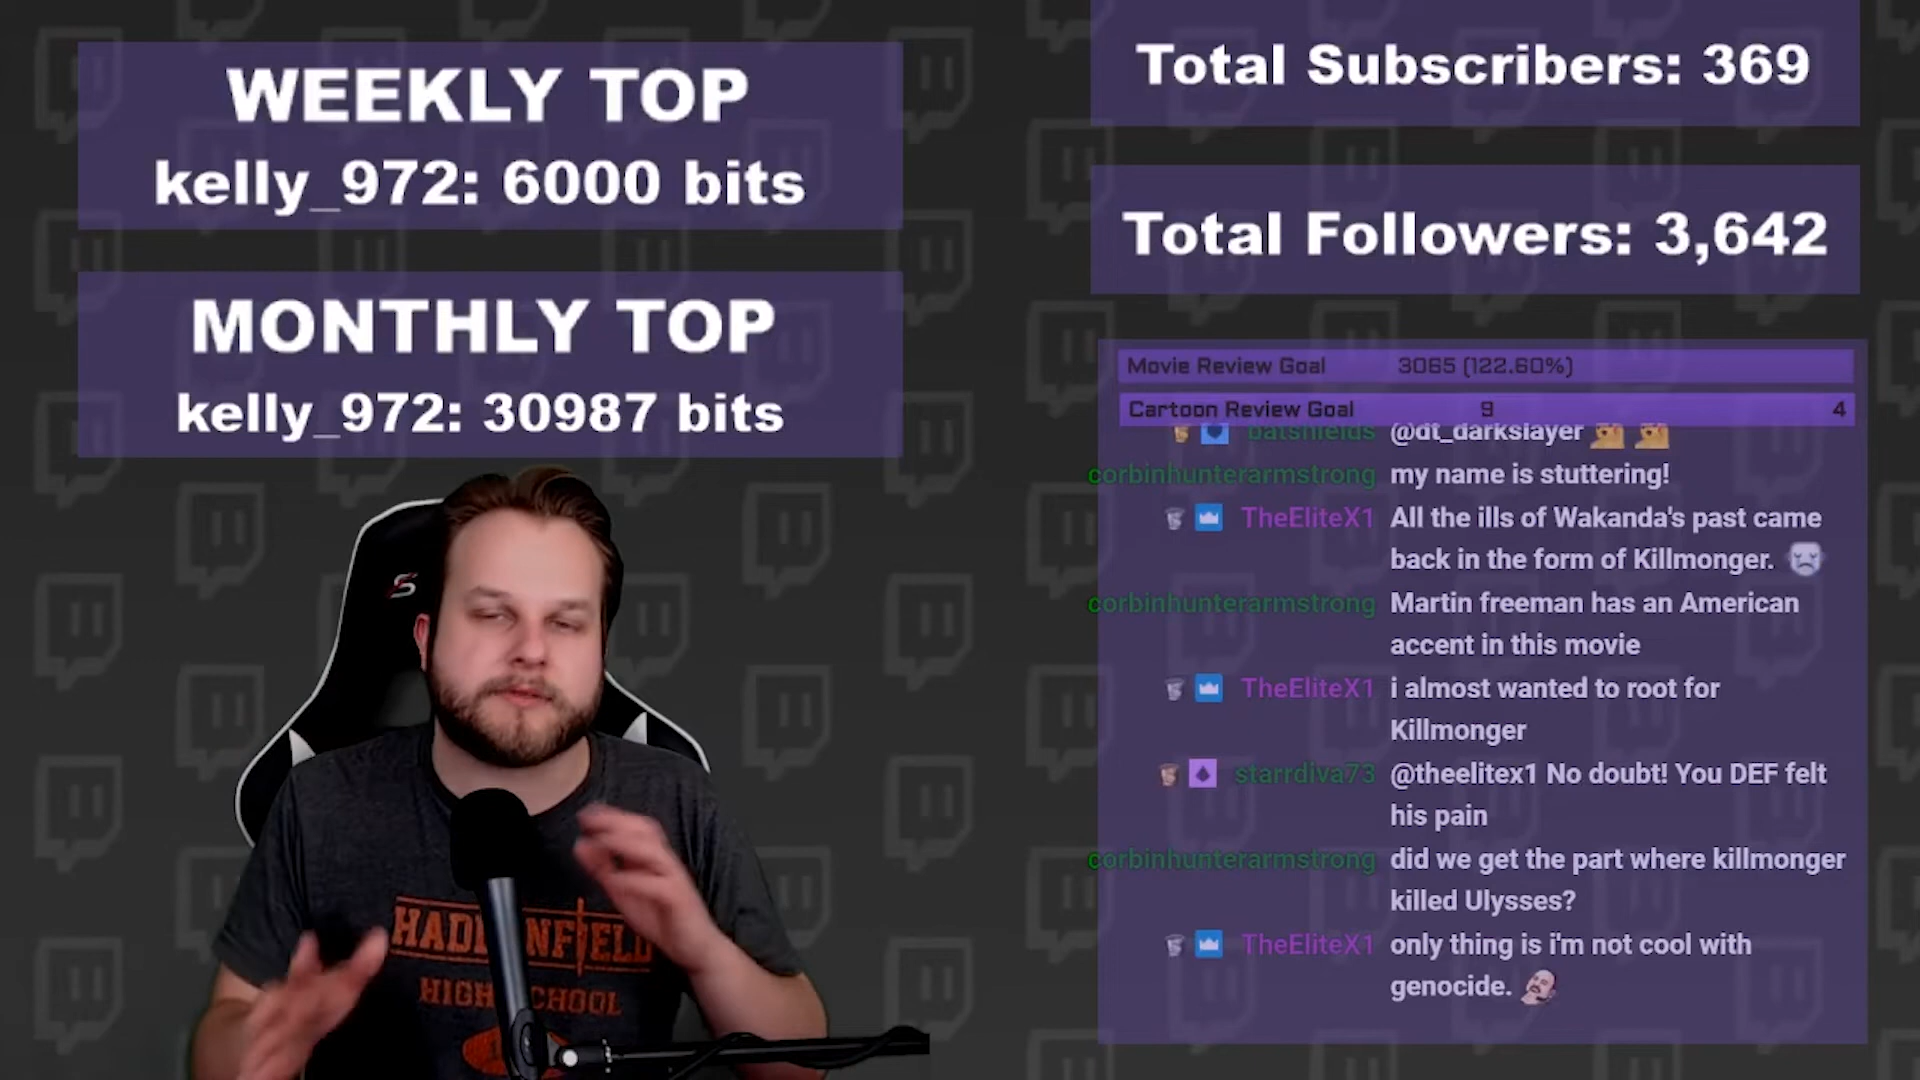 WEEKLY TOP
kelly_972: 6000 bits
MONTHLY TOP
kelly_972: 30987 bits
Total Subscribers: 369
Total Followers: 3,642
Movie Review Goal 3065 (122.60%)
Cartoon Review Goal 9 4
batshields @dt_darkslayer
corbinhunterarmstrong my name is stuttering!
TheEliteX1 All the ills of Wakanda's past came
back in the form of Killmonger.
corbinhunterarmstrong Martin freeman has an American
accent in this movie
TheEliteX1 i almost wanted to root for
Killmonger
starrdiva73 @theelitex1 No doubt! You DEF felt
his pain
corbinhunterarmstrong did we get the part where killmonger
killed Ulysses?
TheEliteX1 only thing is i'm not cool with
genocide.
S
HADDONFIELD
HIGH SCHOOL